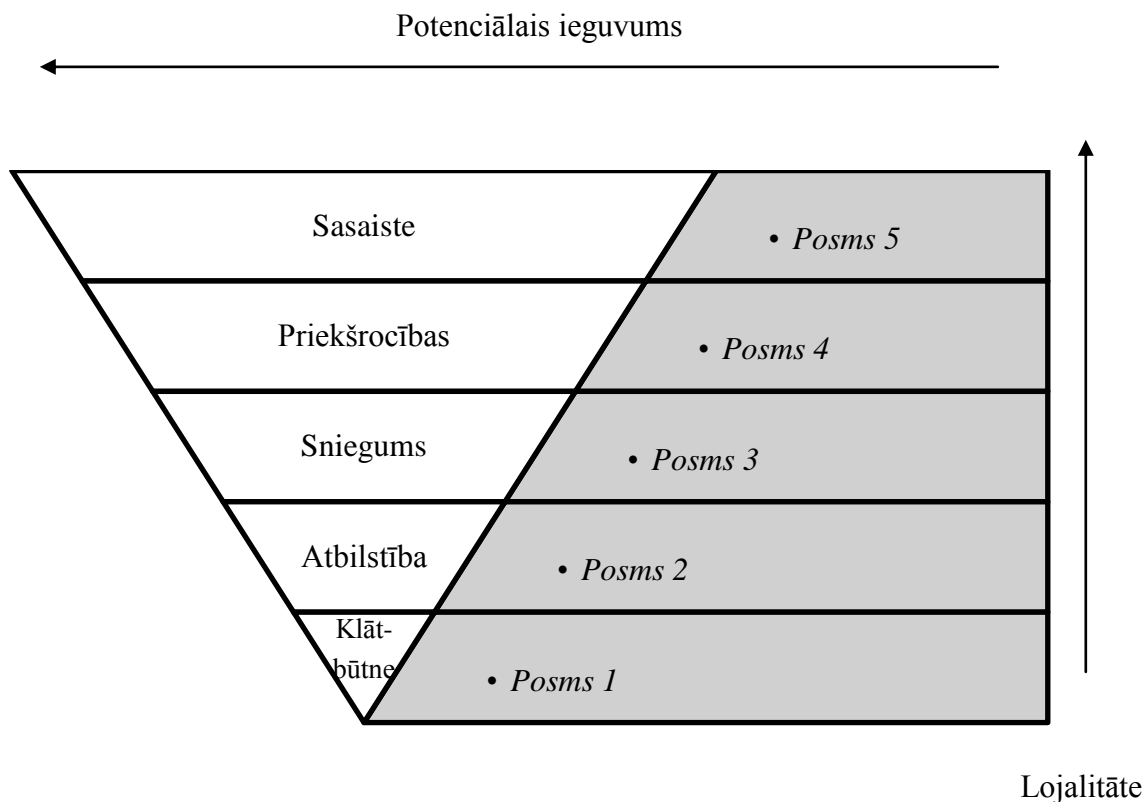 Potenciālais ieguvums
Sasaiste
• Posms 5
Priekšrocības
• Posms 4
Sniegums
• Posms 3
Atbilstība
• Posms 2
Klāt-
būtne
• Posms 1
Lojalitāte